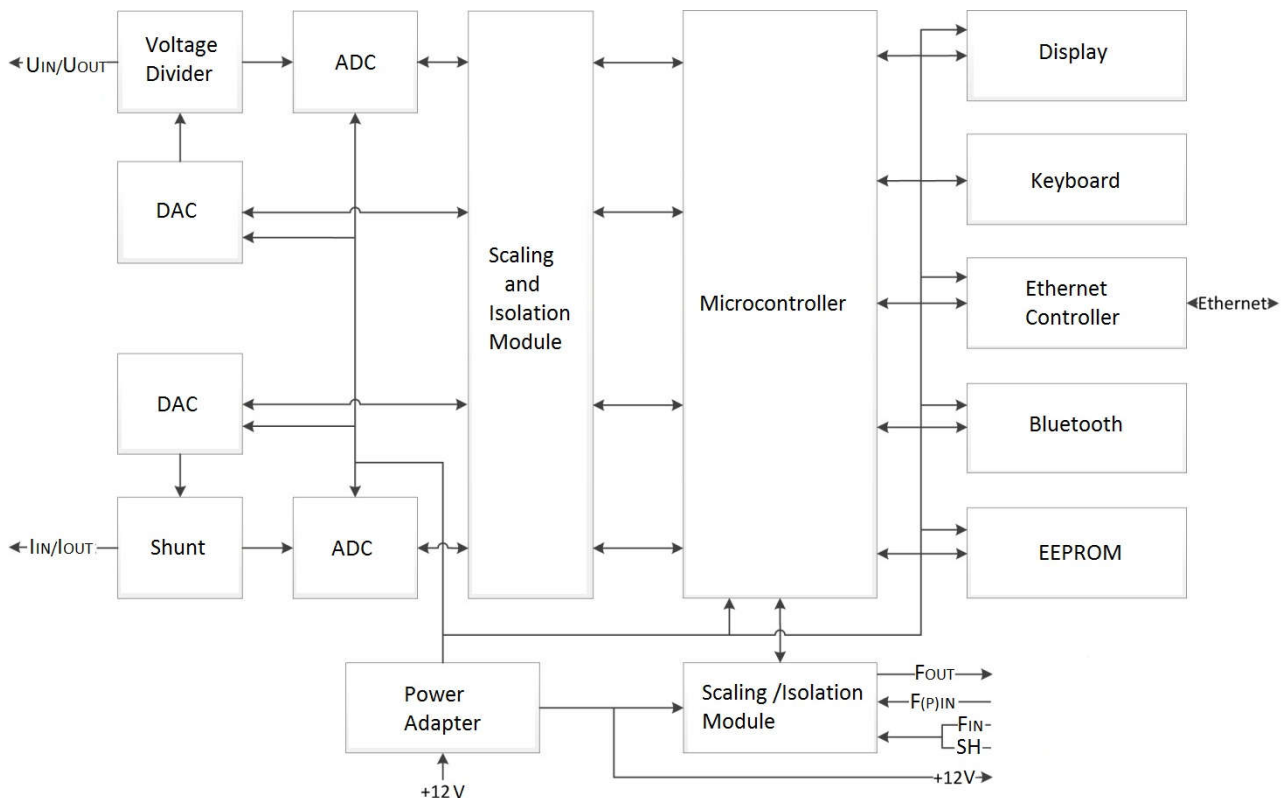 UIN/UOUT
Voltage
Divider
ADC
DAC
DAC
IIN/IOUT
Shunt
ADC
Scaling
and
Isolation
Module
Microcontroller
Display
Keyboard
Ethernet
Controller
Ethernet
Bluetooth
EEPROM
Power
Adapter
+12 V
Scaling /Isolation
Module
FOUT
F(P)IN
FIN
SH
+12V